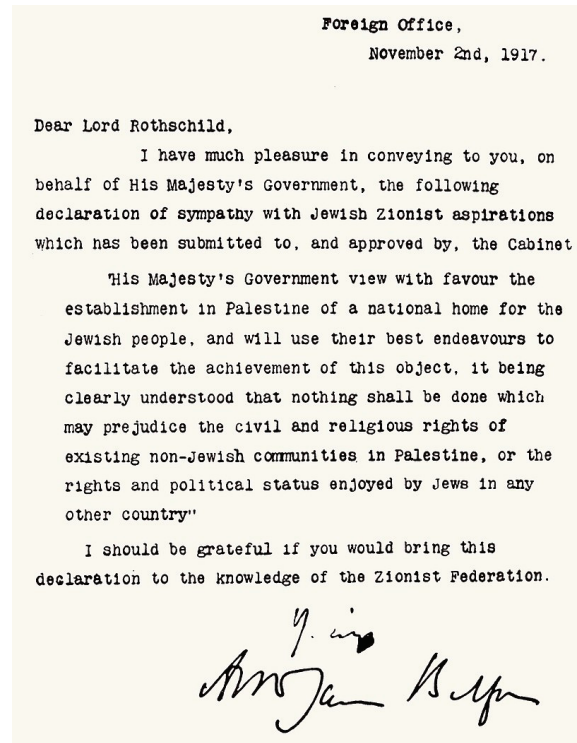 Foreign Office,
November 2nd, 1917.
Dear Lord Rothschild,
I have much pleasure in conveying to you, on
behalf of His Majesty's Government, the following
declaration of sympathy with Jewish Zionist aspirations
which has been submitted to, and approved by, the Cabinet
"His Majesty's Government view with favour the
establishment in Palestine of a national home for the
Jewish people, and will use their best endeavours to
facilitate the achievement of this object, it being
clearly understood that nothing shall be done which
may prejudice the civil and religious rights of
existing non-Jewish communities in Palestine, or the
rights and political status enjoyed by Jews in any
other country"
I should be grateful if you would bring this
declaration to the knowledge of the Zionist Federation.
Arthur James Balfour